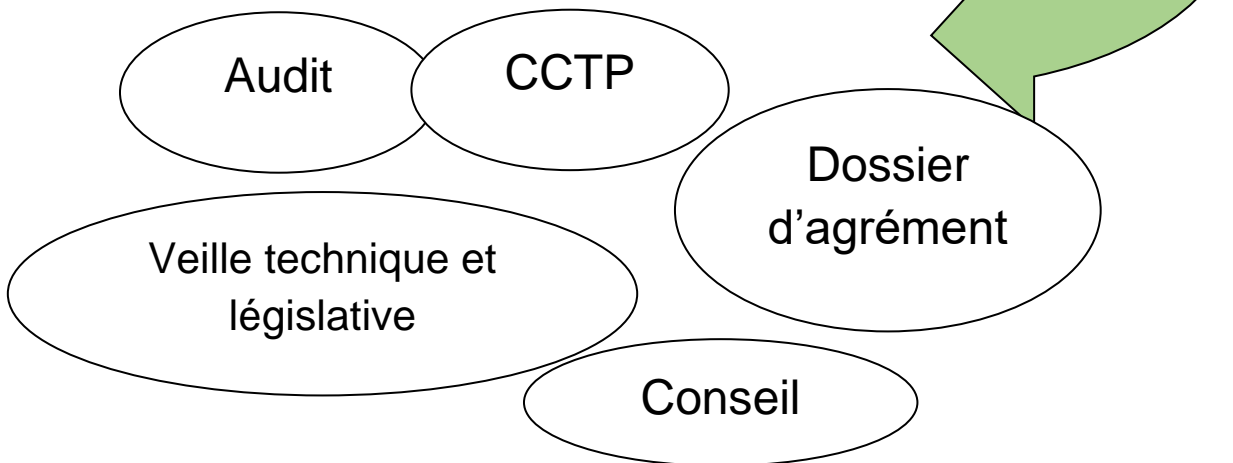 Audit
CCTP
Dossier
d’agrément
Veille technique et
législative
Conseil